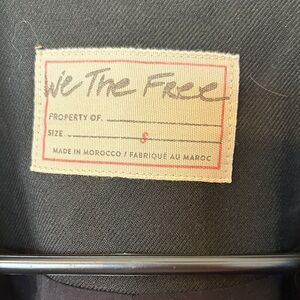 We The Free
PROPERTY OF.
SIZE S
MADE IN MOROCCO / FABRIQUÉ AU MAROC